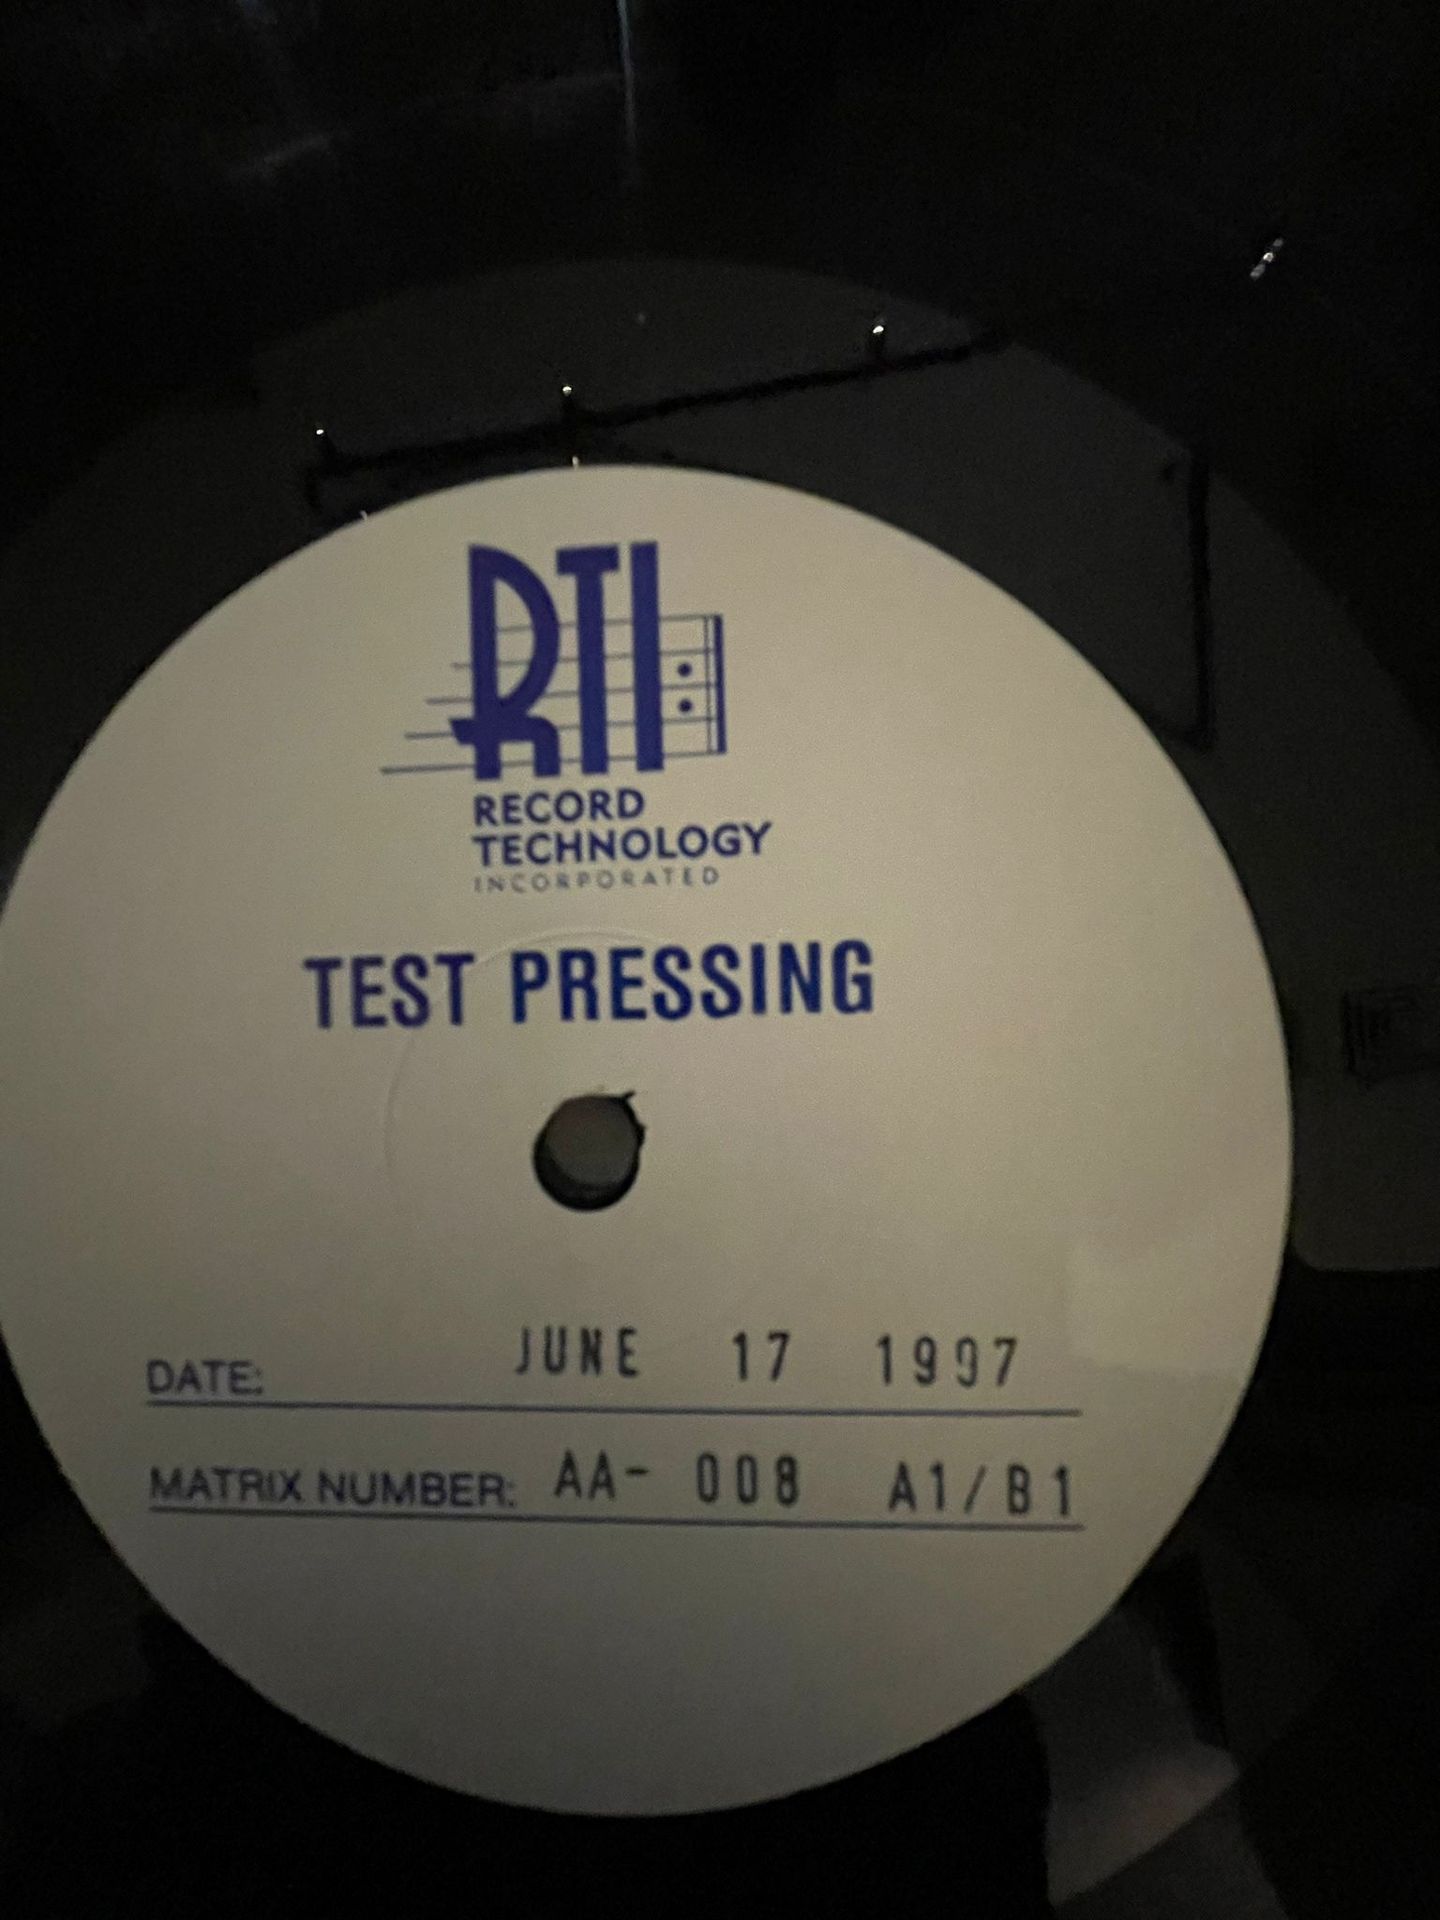 RTI
RECORD
TECHNOLOGY
INCORPORATED
TEST PRESSING
DATE: JUNE 17 1997
MATRIX NUMBER: AA- 008 A1/B1